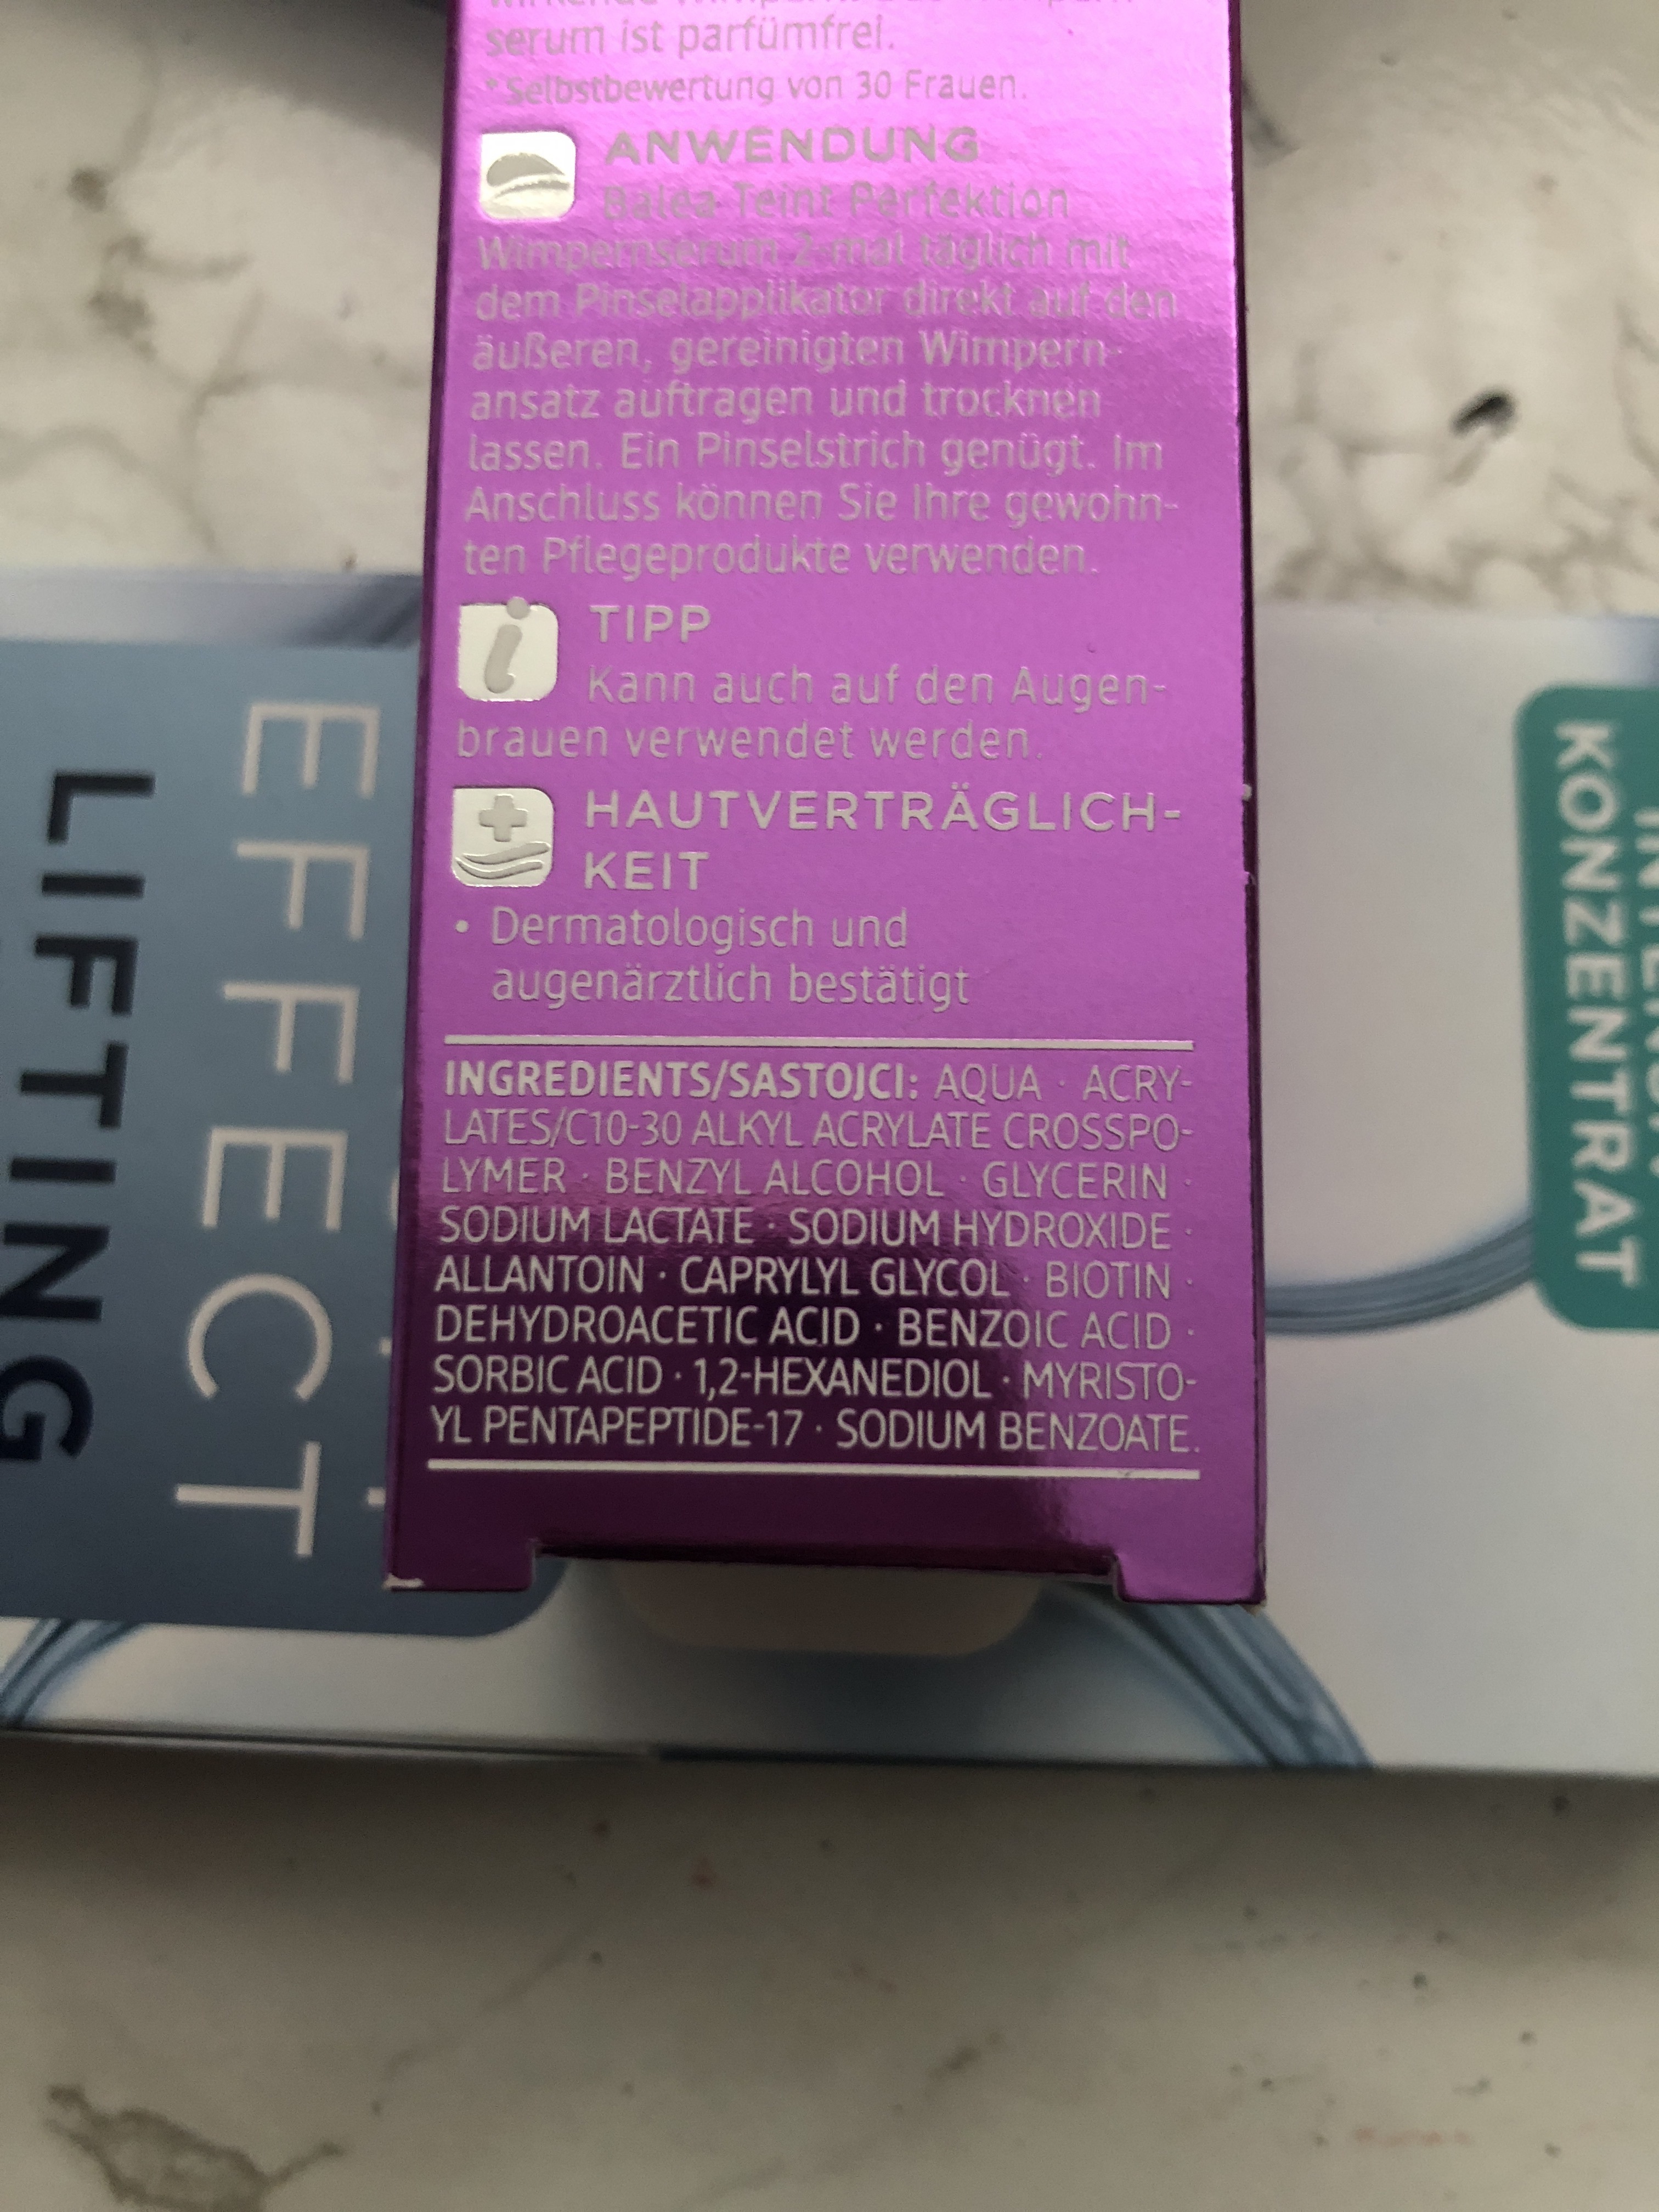 serum ist parfümfrei.
*Selbstbewertung von 30 Frauen.
ANWENDUNG
Balea Teint Perfektion
Wimpernserum 2-mal täglich mit
dem Pinselapplikator direkt auf den
äußeren, gereinigten Wimpern-
ansatz auftragen und trocknen
lassen. Ein Pinselstrich genügt. Im
Anschluss können Sie Ihre gewohn-
ten Pflegeprodukte verwenden.
TIPP
Kann auch auf den Augen-
brauen verwendet werden.
HAUTVERTRÄGLICH-
KEIT
• Dermatologisch und
augenärztlich bestätigt
INGREDIENTS/SASTOJCI: AQUA · ACRY-
LATES/C10-30 ALKYL ACRYLATE CROSSPO-
LYMER · BENZYL ALCOHOL · GLYCERIN ·
SODIUM LACTATE · SODIUM HYDROXIDE ·
ALLANTOIN · CAPRYLYL GLYCOL · BIOTIN ·
DEHYDROACETIC ACID · BENZOIC ACID ·
SORBIC ACID · 1,2-HEXANEDIOL · MYRISTO-
YL PENTAPEPTIDE-17 · SODIUM BENZOATE.
EFFECT
LIFTING
KONZENTRAT